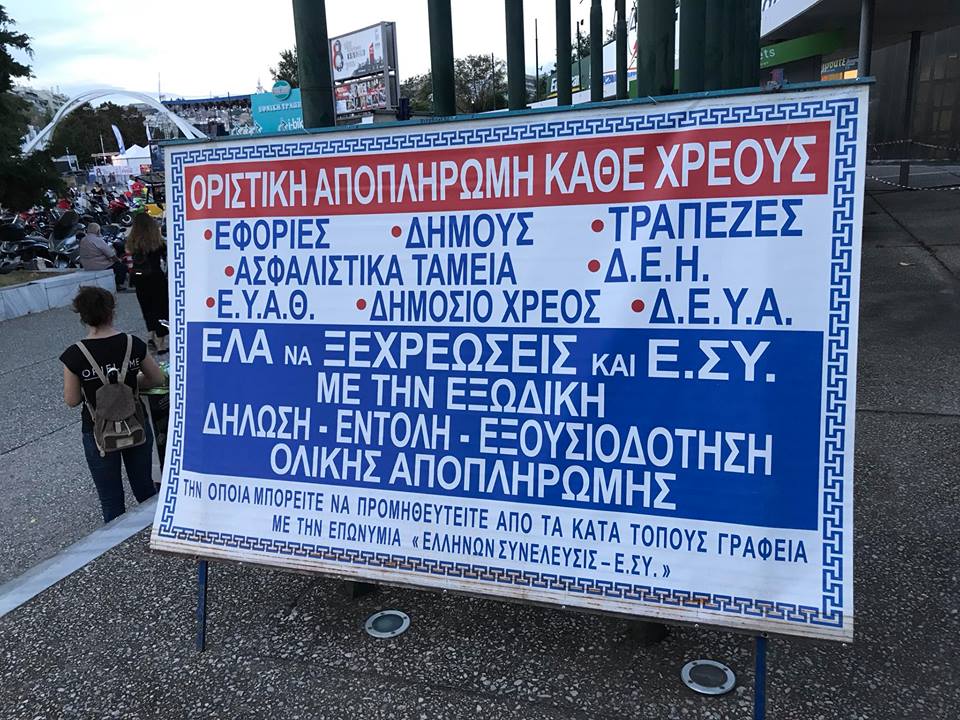 ΟΡΙΣΤΙΚΗ ΑΠΟΠΛΗΡΩΜΗ ΚΑΘΕ ΧΡΕΟΥΣ
•ΕΦΟΡΙΕΣ •ΔΗΜΟΥΣ •ΤΡΑΠΕΖΕΣ
•ΑΣΦΑΛΙΣΤΙΚΑ ΤΑΜΕΙΑ •Δ.Ε.Η.
•Ε.Υ.Α.Θ. •ΔΗΜΟΣΙΟ ΧΡΕΟΣ •Δ.Ε.Υ.Α.
ΕΛΑ ΝΑ ΞΕΧΡΕΩΣΕΙΣ ΚΑΙ Ε.ΣΥ.
ΜΕ ΤΗΝ ΕΞΩΔΙΚΗ
ΔΗΛΩΣΗ - ΕΝΤΟΛΗ - ΕΞΟΥΣΙΟΔΟΤΗΣΗ
ΟΛΙΚΗΣ ΑΠΟΠΛΗΡΩΜΗΣ
ΤΗΝ ΟΠΟΙΑ ΜΠΟΡΕΙΤΕ ΝΑ ΠΡΟΜΗΘΕΥΤΕΙΤΕ ΑΠΟ ΤΑ ΚΑΤΑ ΤΟΠΟΥΣ ΓΡΑΦΕΙΑ
ΜΕ ΤΗΝ ΕΠΩΝΥΜΙΑ « ΕΛΛΗΝΩΝ ΣΥΝΕΛΕΥΣΙΣ – Ε.ΣΥ. »